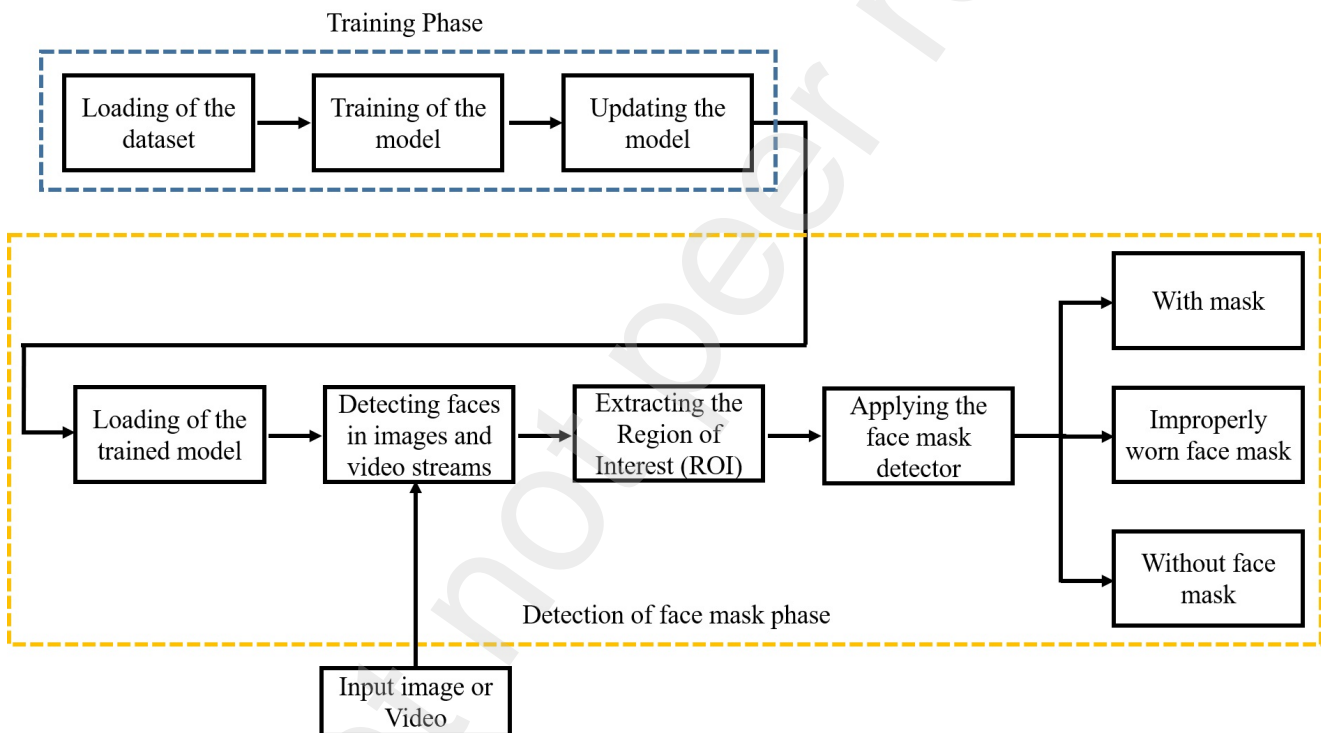 Training Phase
Loading of the
dataset
Training of the
model
Updating the
model
With mask
Loading of the
trained model
Detecting faces
in images and
video streams
Extracting the
Region of
Interest (ROI)
Applying the
face mask
detector
Improperly
worn face mask
Without face
mask
Detection of face mask phase
Input image or
Video
not peer